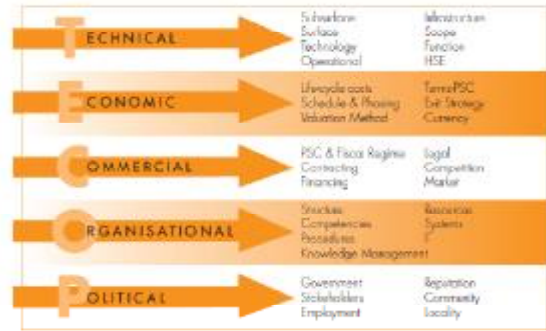 TECHNICAL
Subsurface
Surface
Technology
Operational
Infrastructure
Scope
Function
HSE
ECONOMIC
Lifecycle costs
Schedule & Phasing
Valuation Method
Terms PSC
Exit Strategy
Currency
COMMERCIAL
PSC & Fiscal Regime
Contracting
Financing
Legal
Competition
Market
ORGANISATIONAL
Structure
Competencies
Procedures
Knowledge Management
Resources
Systems
POLITICAL
Government
Stakeholders
Employment
Reputation
Community
Locality